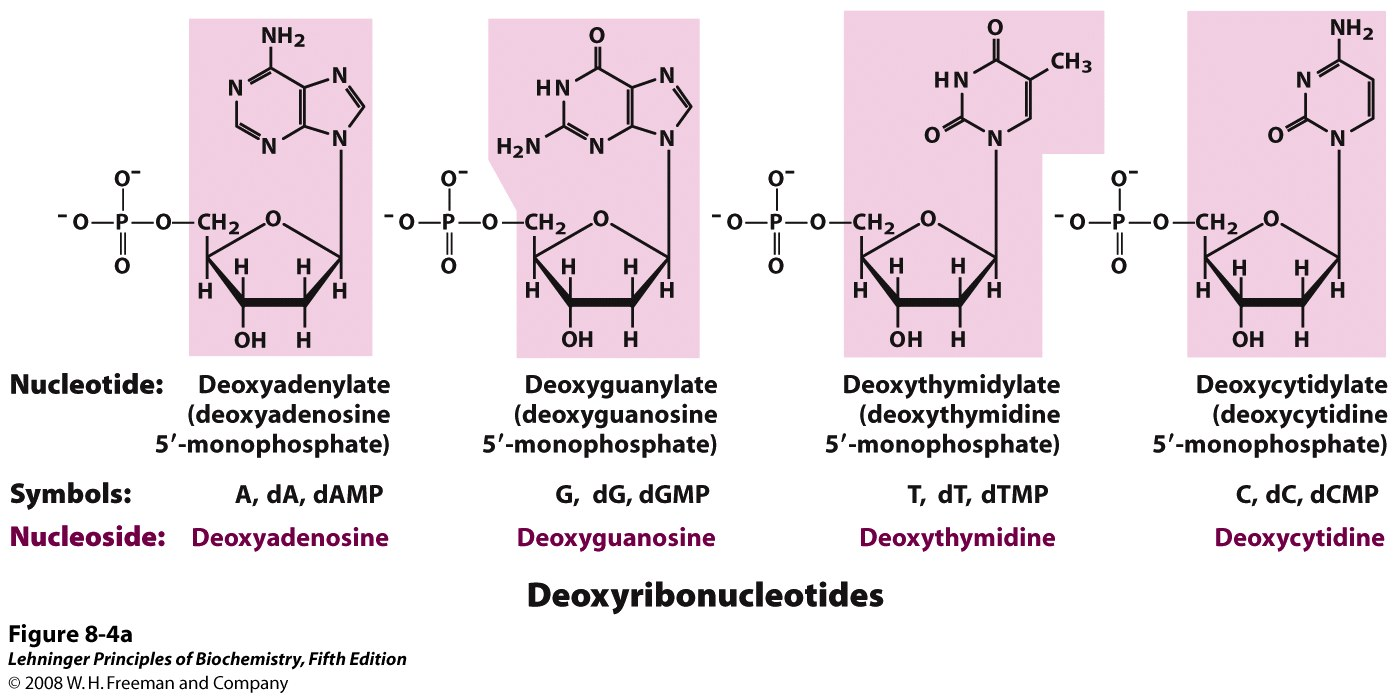 NH2 O O NH2
N N HN N HN CH3 N
N N H2N N N O N O N
O⁻ O⁻ O⁻ O⁻
⁻O—P—O—CH2 O ⁻O—P—O—CH2 O ⁻O—P—O—CH2 O ⁻O—P—O—CH2 O
O H H H H O H H H H O H H H H O H H H H
OH H OH H OH H OH H
Nucleotide: Deoxyadenylate Deoxyguanylate Deoxythymidylate Deoxycytidylate
(deoxyadenosine (deoxyguanosine (deoxythymidine (deoxycytidine
5′-monophosphate) 5′-monophosphate) 5′-monophosphate) 5′-monophosphate)
Symbols: A, dA, dAMP G, dG, dGMP T, dT, dTMP C, dC, dCMP
Nucleoside: Deoxyadenosine Deoxyguanosine Deoxythymidine Deoxycytidine
Deoxyribonucleotides
Figure 8-4a
Lehninger Principles of Biochemistry, Fifth Edition
© 2008 W. H. Freeman and Company